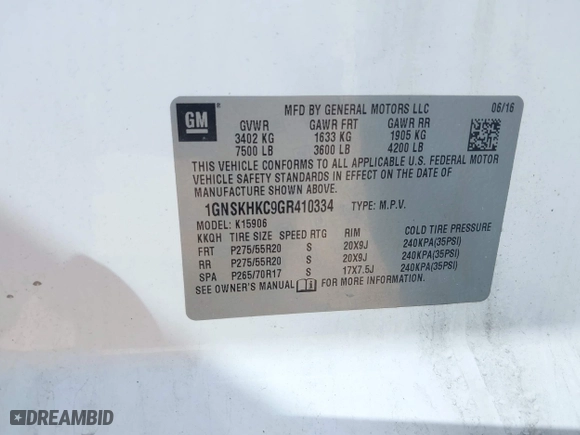 GM
MFD BY GENERAL MOTORS LLC 06/16
GVWR GAWR FRT GAWR RR
3402 KG 1633 KG 1905 KG
7500 LB 3600 LB 4200 LB
THIS VEHICLE CONFORMS TO ALL APPLICABLE U.S. FEDERAL MOTOR
VEHICLE SAFETY STANDARDS IN EFFECT ON THE DATE OF
MANUFACTURE SHOWN ABOVE.
1GNSKHKC9GR410334 TYPE: M.P.V.
MODEL: K15906
KKQH TIRE SIZE SPEED RTG RIM COLD TIRE PRESSURE
FRT P275/55R20 S 20X9J 240KPA(35PSI)
RR P275/55R20 S 20X9J 240KPA(35PSI)
SPA P265/70R17 S 17X7.5J 240KPA(35PSI)
SEE OWNER'S MANUAL FOR MORE INFORMATION.
DREAMBID